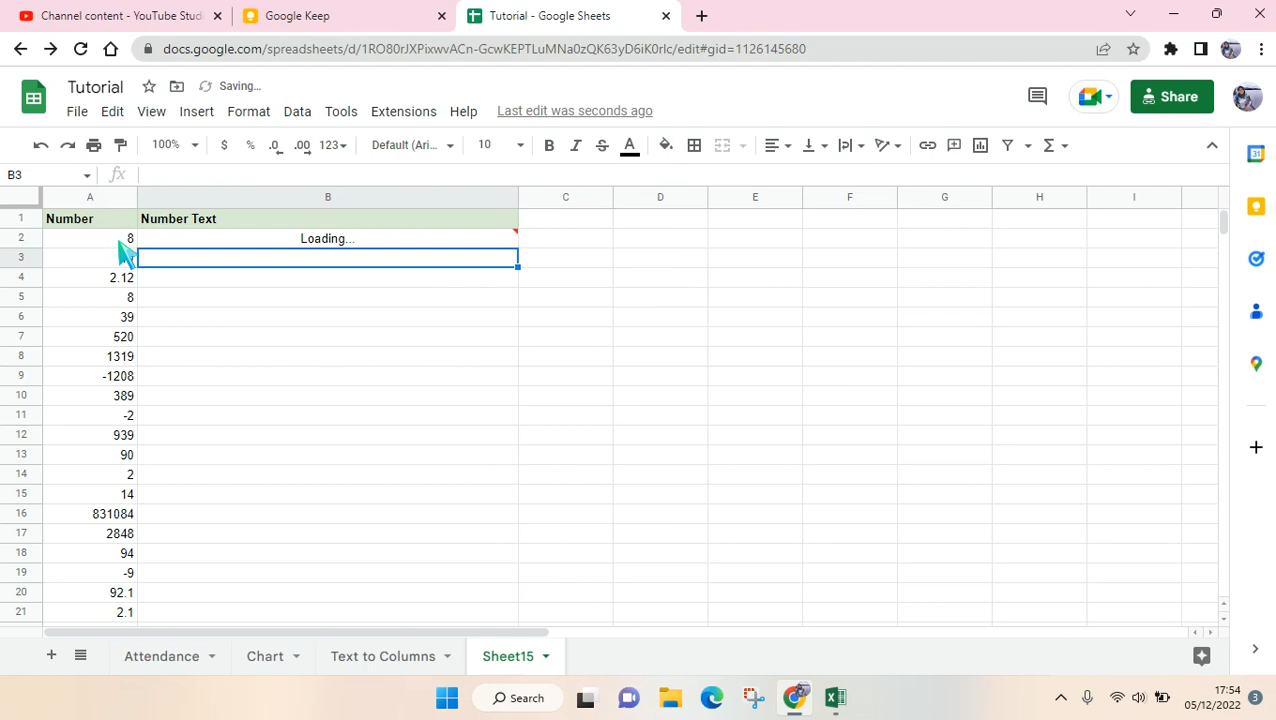 Channel content - YouTube Stud
Google Keep
Tutorial - Google Sheets
docs.google.com/spreadsheets/d/1RO80rJXPixwvACn-GcwKEPTLuMNa0zQK63yD6iK0rlc/edit#gid=1126145680
Tutorial
Saving...
File Edit View Insert Format Data Tools Extensions Help Last edit was seconds ago
Share
100% $ % .0 .00 123 Default (Ari... 10 B I S A Σ
B3 fx
A B C D E F G H I
1 Number Number Text
2 8 Loading...
3
4 2.12
5 8
6 39
7 520
8 1319
9 -1208
10 389
11 -2
12 939
13 90
14 2
15 14
16 831084
17 2848
18 94
19 -9
20 92.1
21 2.1
+ Attendance Chart Text to Columns Sheet15
Search
17:54
05/12/2022
3
31